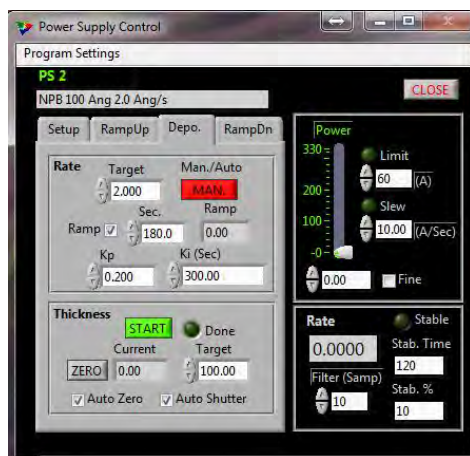 Power Supply Control
Program Settings
PS 2
NPB 100 Ang 2.0 Ang/s
CLOSE
Setup RampUp Depo. RampDn
Rate Target Man./Auto
2.000 MAN.
Sec. Ramp
Ramp 180.0 0.00
Kp Ki (Sec)
0.200 300.00
Thickness
START Done
Current Target
ZERO 0.00 100.00
Auto Zero Auto Shutter
Power
330
200
100
-0
Limit
60 (A)
Slew
10.00 (A/Sec)
0.00 Fine
Rate Stable
0.0000 Stab. Time
120
Filter (Samp) Stab. %
10 10